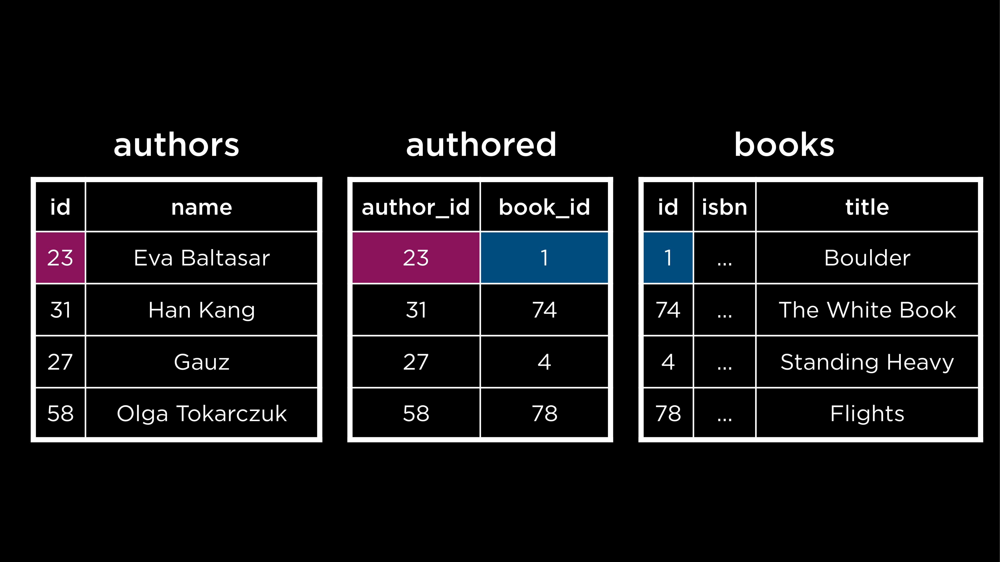 authors authored books
id name author_id book_id id isbn title
23 Eva Baltasar 23 1 1 ... Boulder
31 Han Kang 31 74 74 ... The White Book
27 Gauz 27 4 4 ... Standing Heavy
58 Olga Tokarczuk 58 78 78 ... Flights